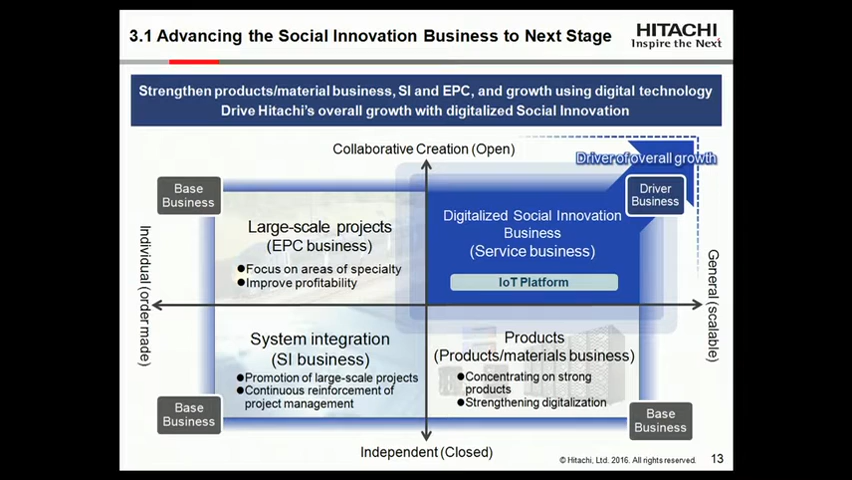 3.1 Advancing the Social Innovation Business to Next Stage
HITACHI
Inspire the Next
Strengthen products/material business, SI and EPC, and growth using digital technology
Drive Hitachi's overall growth with digitalized Social Innovation
Collaborative Creation (Open)
Driver of overall growth
Base
Business
Driver
Business
Large-scale projects
(EPC business)
●Focus on areas of specialty
●Improve profitability
Digitalized Social Innovation
Business
(Service business)
IoT Platform
Individual (order made)
General (scalable)
System integration
(SI business)
●Promotion of large-scale projects
●Continuous reinforcement of
project management
Products
(Products/materials business)
●Concentrating on strong
products
●Strengthening digitalization
Base
Business
Base
Business
Independent (Closed)
© Hitachi, Ltd. 2016. All rights reserved.
13